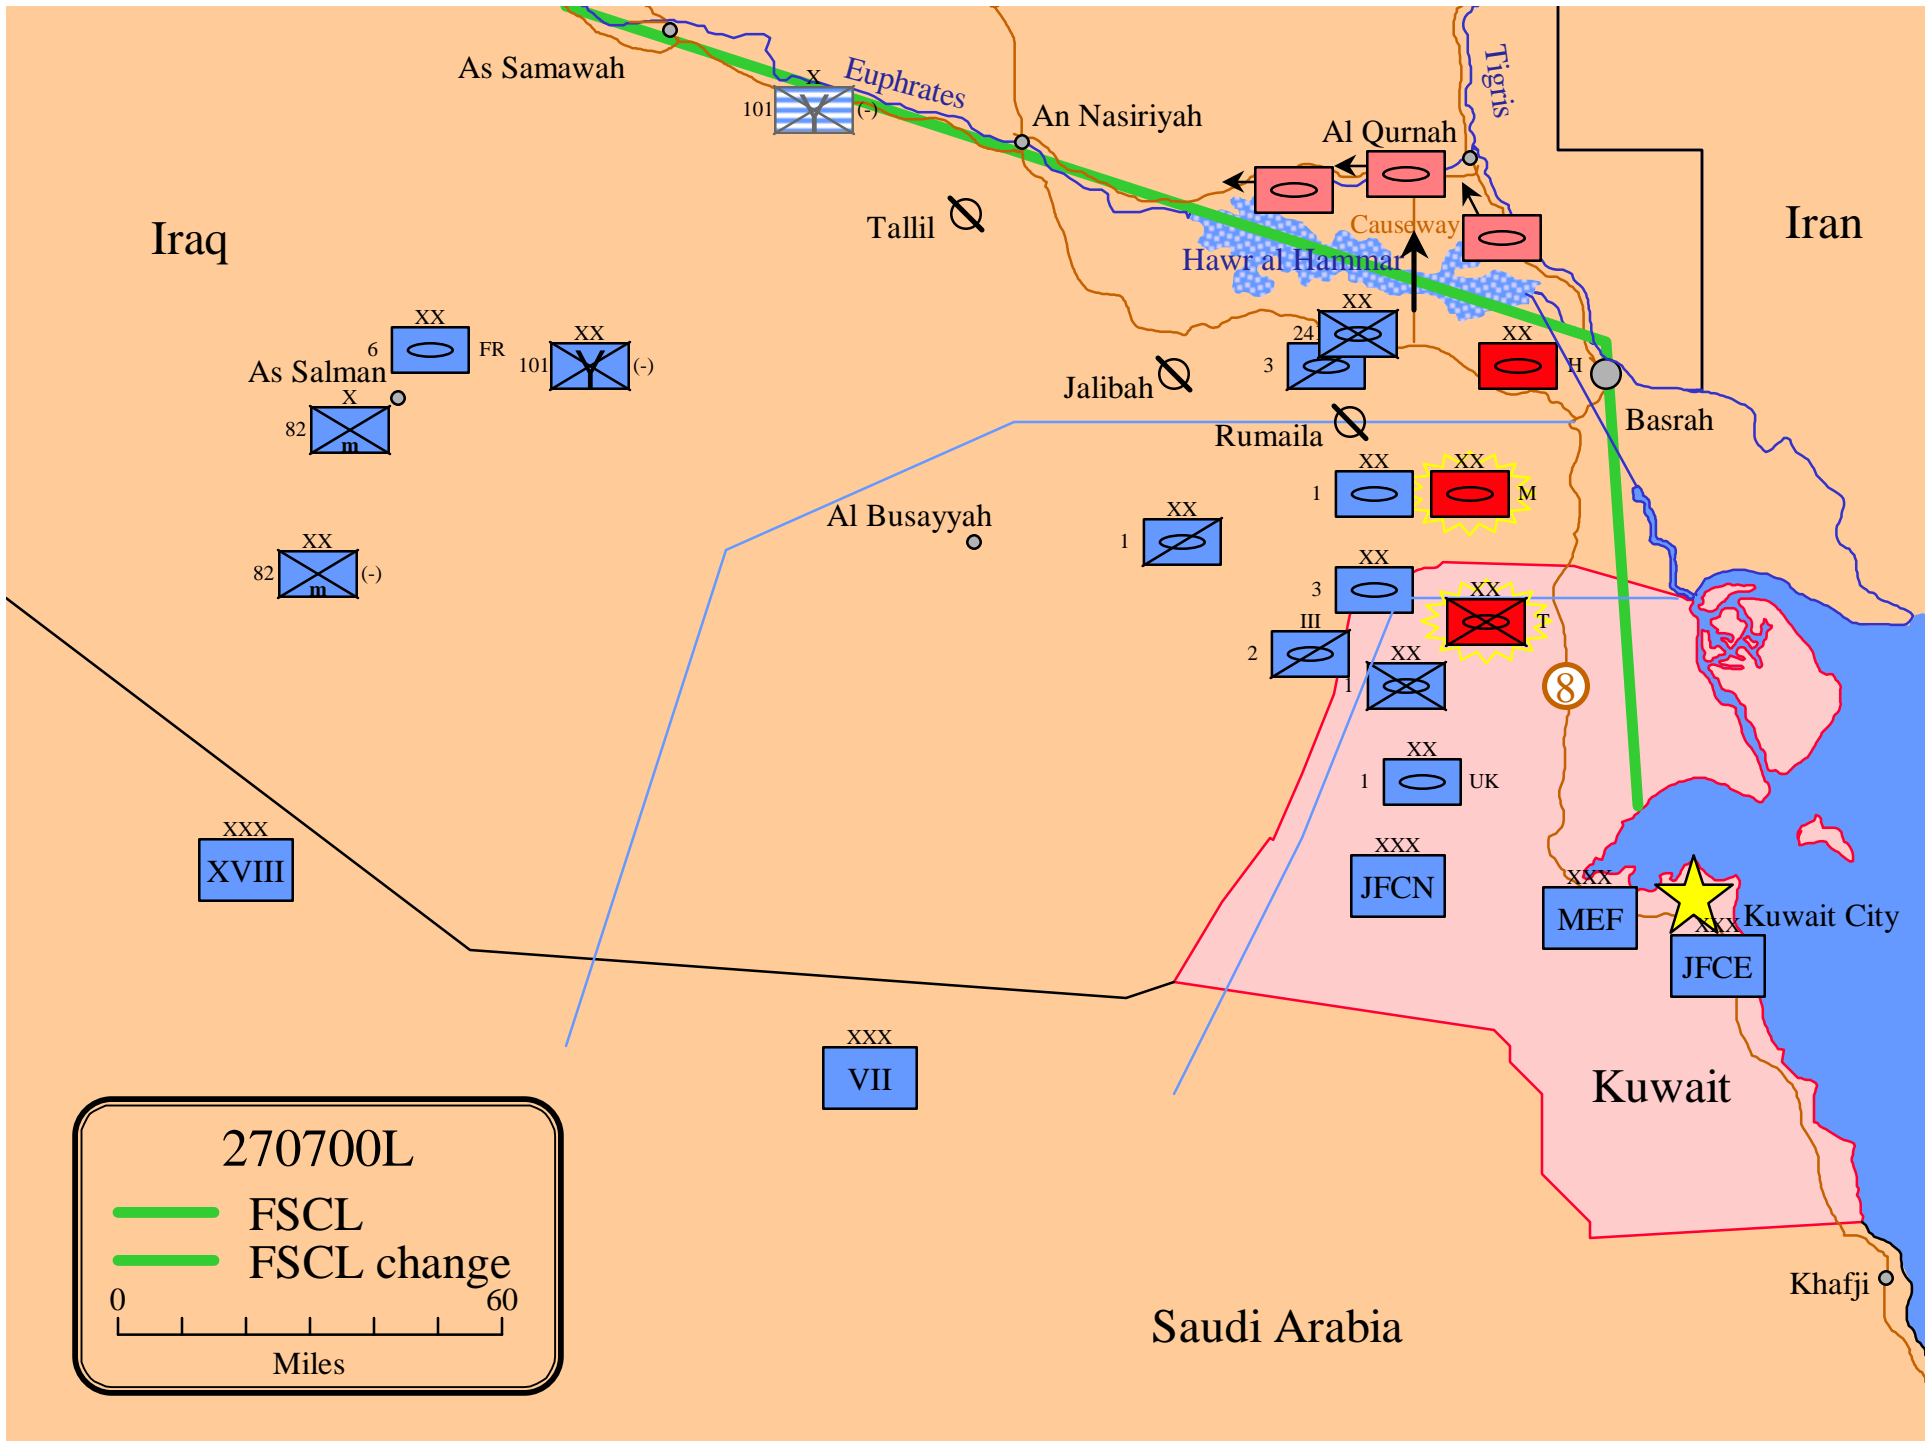 As Samawah
X
101
(-)
Euphrates
An Nasiriyah
Tigris
Al Qurnah
Iraq
Tallil
Causeway
Iran
Hawr al Hammar
XX
6
FR
XX
101
(-)
As Salman
X
82
m
XX
24
3
XX
H
Jalibah
Basrah
Rumaila
XX
1
XX
M
Al Busayyah
XX
1
XX
82
(-)
m
XX
3
XX
T
III
2
XX
1
8
XX
1
UK
XXX
XVIII
XXX
JFCN
XXX
MEF
Kuwait City
XXX
JFCE
XXX
VII
Kuwait
270700L
FSCL
FSCL change
0
60
Miles
Khafji
Saudi Arabia